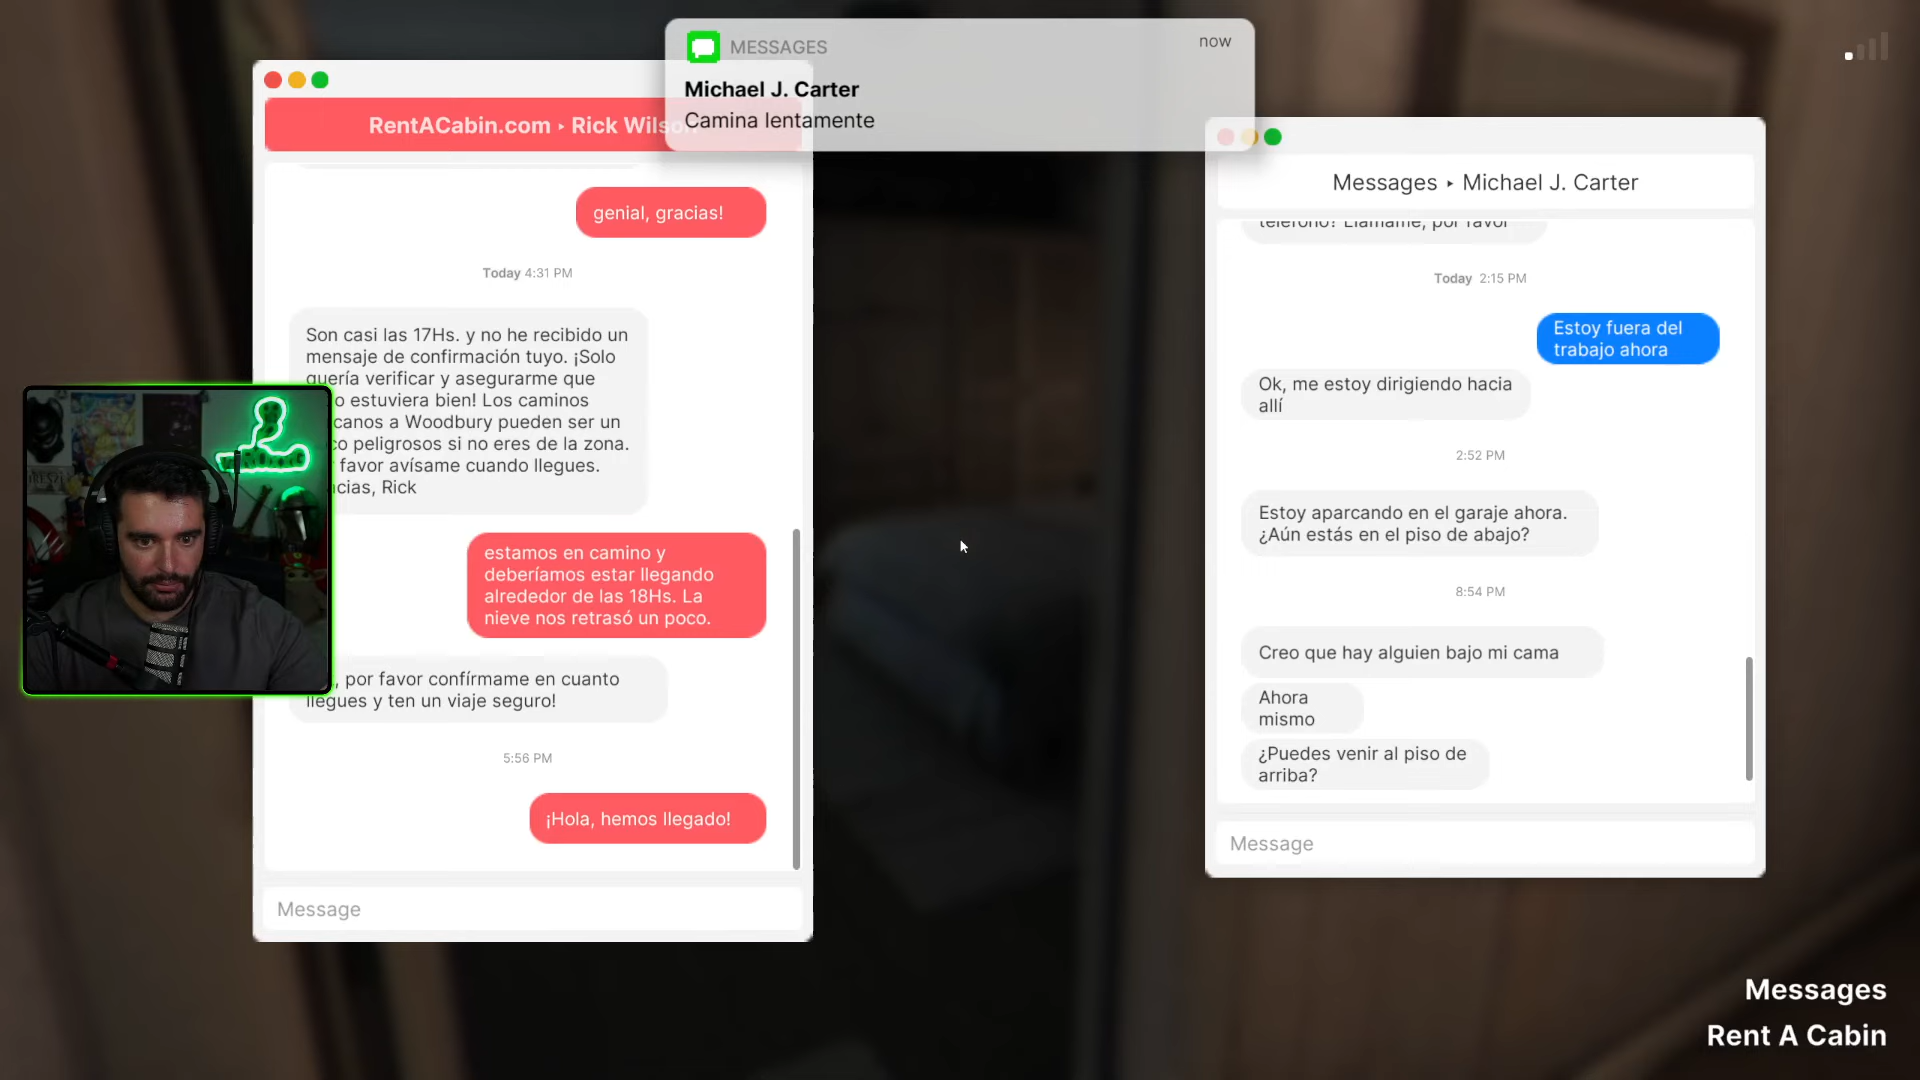 MESSAGES
now
Michael J. Carter
Camina lentamente
RentACabin.com ▸ Rick
genial, gracias!
Today 4:31 PM
Son casi las 17Hs. y no he recibido un
mensaje de confirmación tuyo. ¡Solo
quería verificar y asegurarme que
estuviera bien! Los caminos
a Woodbury pueden ser un
peligrosos si no eres de la zona.
favor avísame cuando llegues.
Rick
estamos en camino y
deberíamos estar llegando
alrededor de las 18Hs. La
nieve nos retrasó un poco.
por favor confírmame en cuanto
llegues y ten un viaje seguro!
5:56 PM
¡Hola, hemos llegado!
Message
Messages ▸ Michael J. Carter
teléfono? Llámame, por favor
Today 2:15 PM
Estoy fuera del
trabajo ahora
Ok, me estoy dirigiendo hacia
allí
2:52 PM
Estoy aparcando en el garaje ahora.
¿Aún estás en el piso de abajo?
8:54 PM
Creo que hay alguien bajo mi cama
Ahora
mismo
¿Puedes venir al piso de
arriba?
Message
Messages
Rent A Cabin